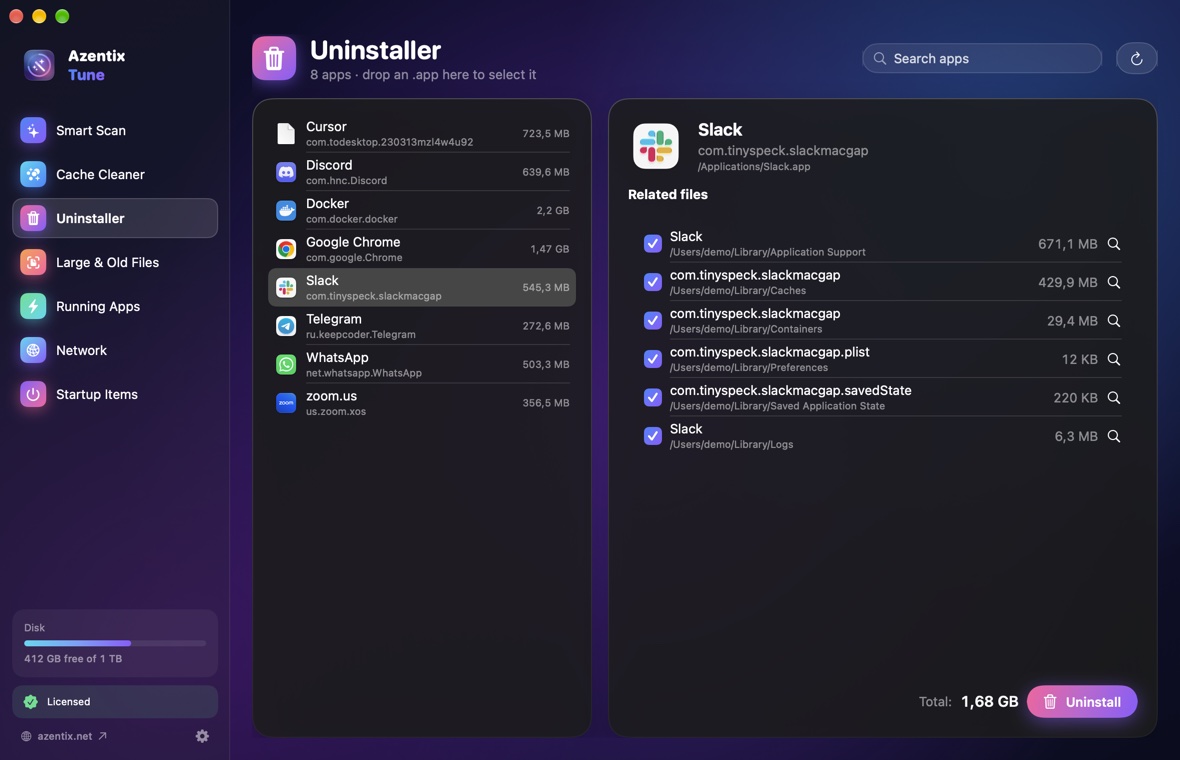 Azentix
Tune
Smart Scan
Cache Cleaner
Uninstaller
Large & Old Files
Running Apps
Network
Startup Items
Disk
412 GB free of 1 TB
Licensed
azentix.net
Uninstaller
8 apps · drop an .app here to select it
Search apps
Cursor
com.todesktop.230313mzl4w4u92
723,5 MB
Discord
com.hnc.Discord
639,6 MB
Docker
com.docker.docker
2,2 GB
Google Chrome
com.google.Chrome
1,47 GB
Slack
com.tinyspeck.slackmacgap
545,3 MB
Telegram
ru.keepcoder.Telegram
272,6 MB
WhatsApp
net.whatsapp.WhatsApp
503,3 MB
zoom
zoom.us
us.zoom.xos
356,5 MB
Slack
com.tinyspeck.slackmacgap
/Applications/Slack.app
Related files
Slack
/Users/demo/Library/Application Support
671,1 MB
com.tinyspeck.slackmacgap
/Users/demo/Library/Caches
429,9 MB
com.tinyspeck.slackmacgap
/Users/demo/Library/Containers
29,4 MB
com.tinyspeck.slackmacgap.plist
/Users/demo/Library/Preferences
12 KB
com.tinyspeck.slackmacgap.savedState
/Users/demo/Library/Saved Application State
220 KB
Slack
/Users/demo/Library/Logs
6,3 MB
Total: 1,68 GB
Uninstall